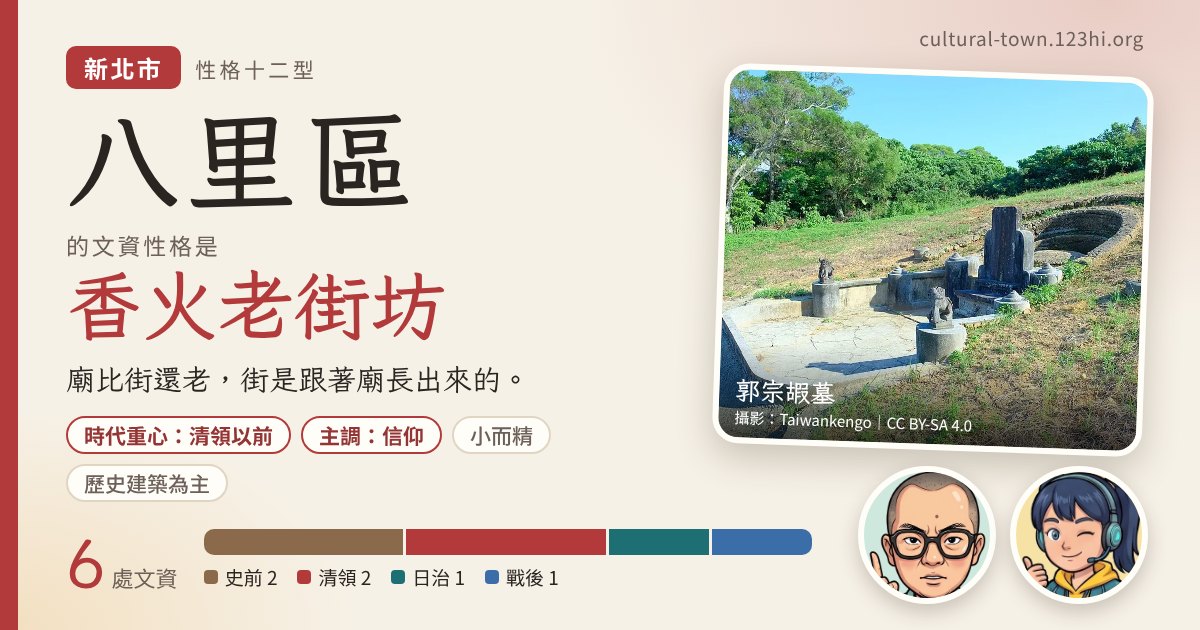 cultural-town.123hi.org
新北市 性格十二型
八里區
的文資性格是
香火老街坊
廟比街還老，街是跟著廟長出來的。
時代重心：清領以前 主調：信仰 小而精
歷史建築為主
郭宗嘏墓
攝影：Taiwankengo｜CC BY-SA 4.0
6 處文資
史前 2 清領 2 日治 1 戰後 1